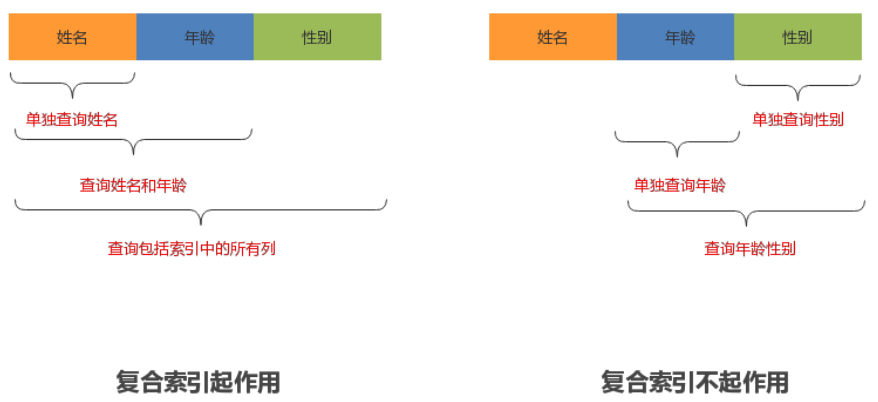 姓名 年龄 性别
单独查询姓名
查询姓名和年龄
查询包括索引中的所有列
复合索引起作用
姓名 年龄 性别
单独查询性别
单独查询年龄
查询年龄性别
复合索引不起作用